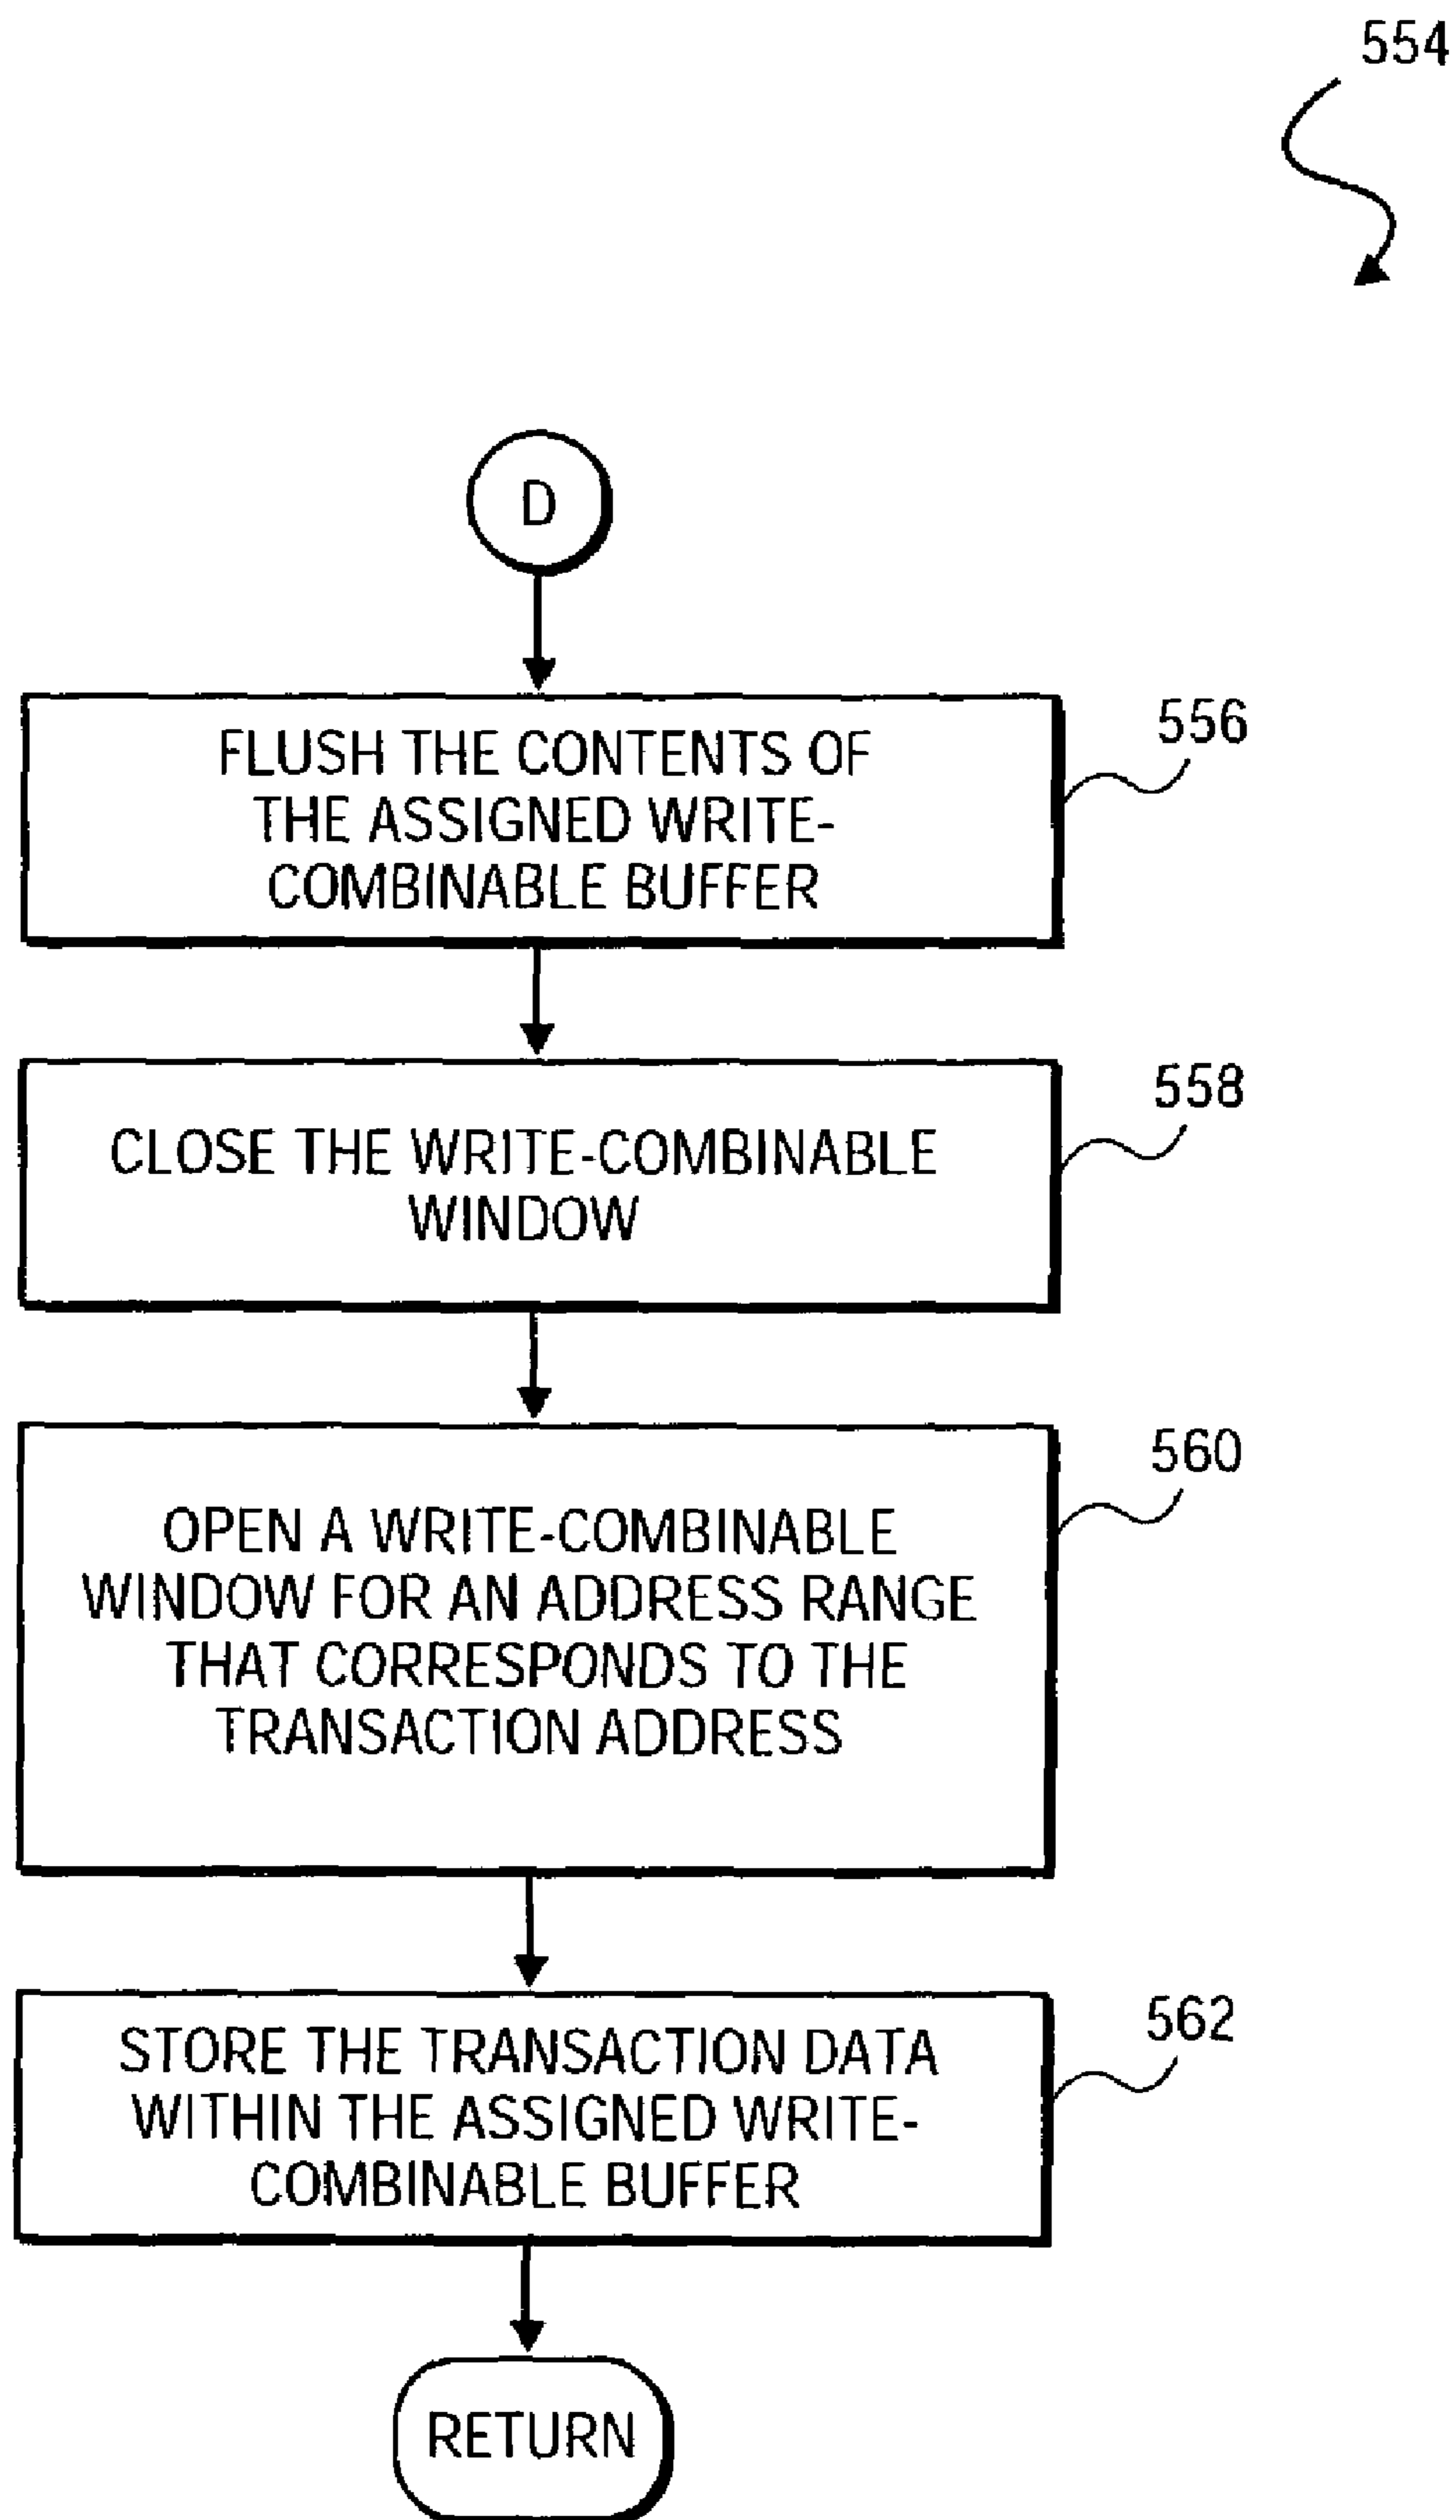 554
D
FLUSH THE CONTENTS OF
THE ASSIGNED WRITE-
COMBINABLE BUFFER
556
CLOSE THE WRITE-COMBINABLE
WINDOW
558
OPEN A WRITE-COMBINABLE
WINDOW FOR AN ADDRESS RANGE
THAT CORRESPONDS TO THE
TRANSACTION ADDRESS
560
STORE THE TRANSACTION DATA
WITHIN THE ASSIGNED WRITE-
COMBINABLE BUFFER
562
RETURN